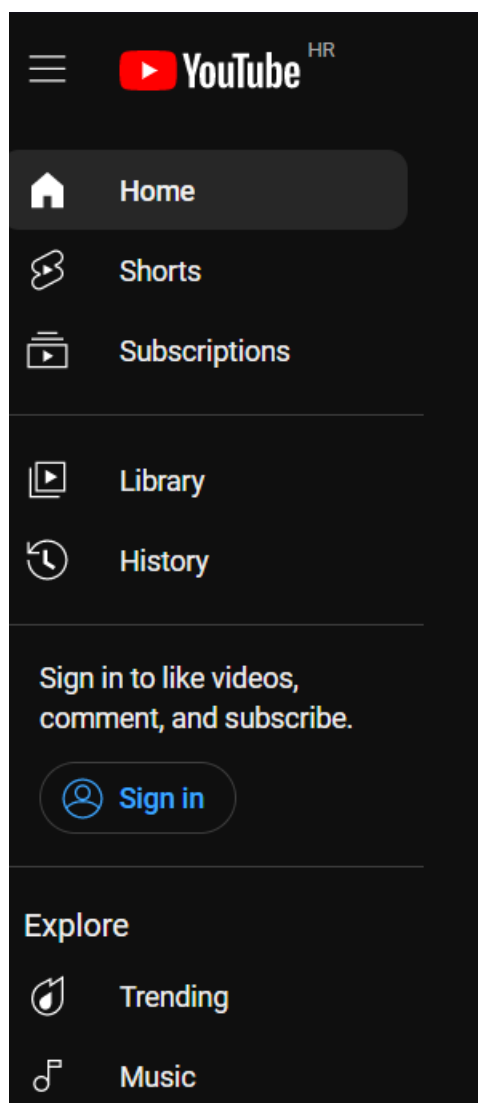 YouTube HR
Home
Shorts
Subscriptions
Library
History
Sign in to like videos,
comment, and subscribe.
Sign in
Explore
Trending
Music